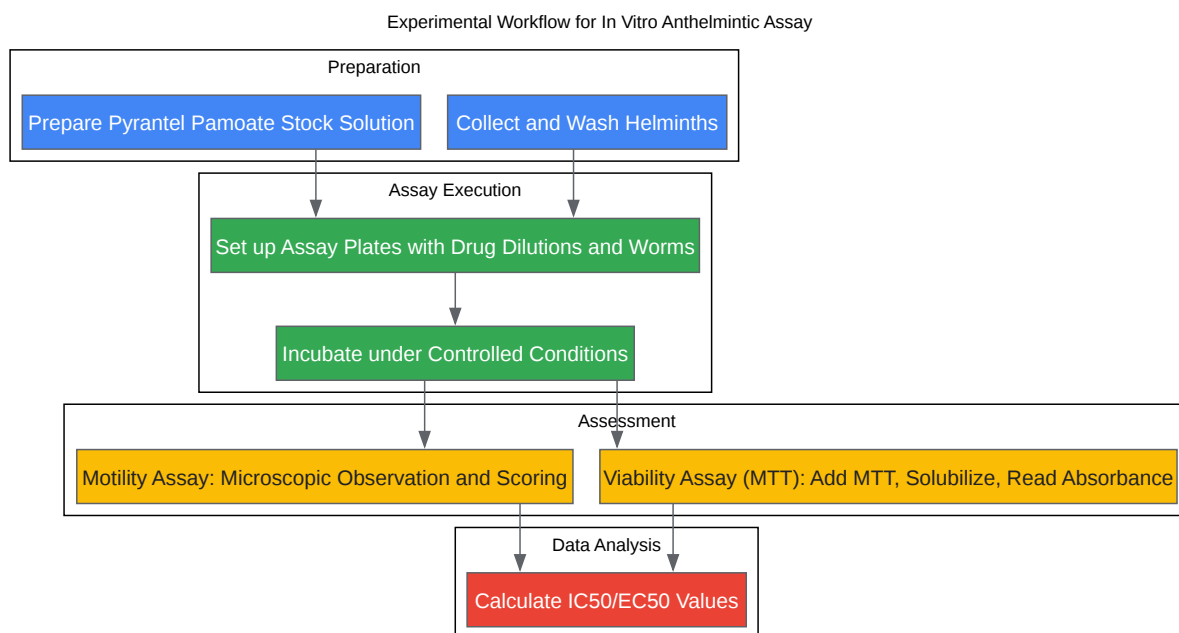 Experimental Workflow for In Vitro Anthelmintic Assay
Preparation
Prepare Pyrantel Pamoate Stock Solution
Collect and Wash Helminths
Assay Execution
Set up Assay Plates with Drug Dilutions and Worms
Incubate under Controlled Conditions
Assessment
Motility Assay: Microscopic Observation and Scoring
Viability Assay (MTT): Add MTT, Solubilize, Read Absorbance
Data Analysis
Calculate IC50/EC50 Values